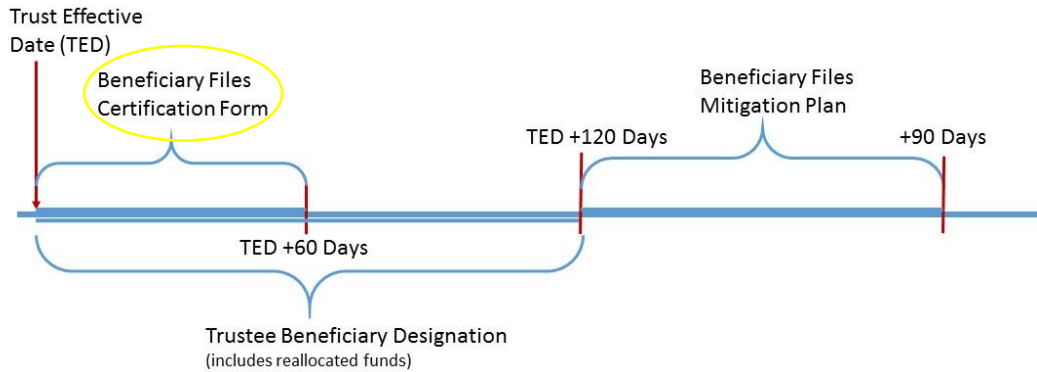 Trust Effective
Date (TED)
Beneficiary Files
Certification Form
Beneficiary Files
Mitigation Plan
TED +120 Days
+90 Days
TED +60 Days
Trustee Beneficiary Designation
(includes reallocated funds)